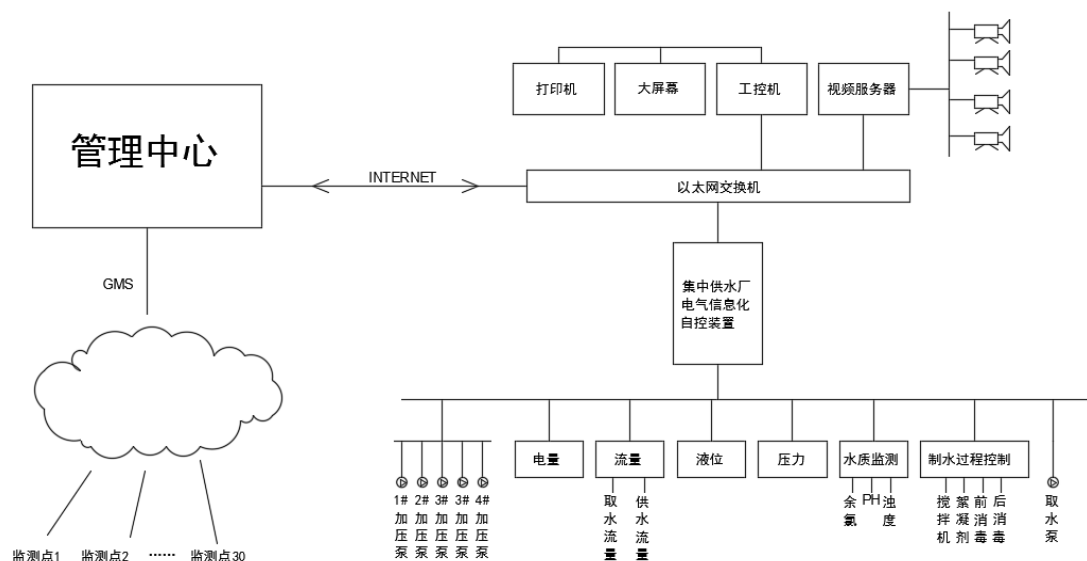 打印机
大屏幕
工控机
视频服务器
管理中心
INTERNET
以太网交换机
GMS
集中供水厂
电气信息化
自控装置
电量
流量
液位
压力
水质监测
制水过程控制
1#加压泵
2#加压泵
3#加压泵
3#加压泵
4#加压泵
取水流量
供水流量
余氯
PH
浊度
搅拌机
絮凝剂
前消毒
后消毒
取水泵
监测点1
监测点2
……
监测点30